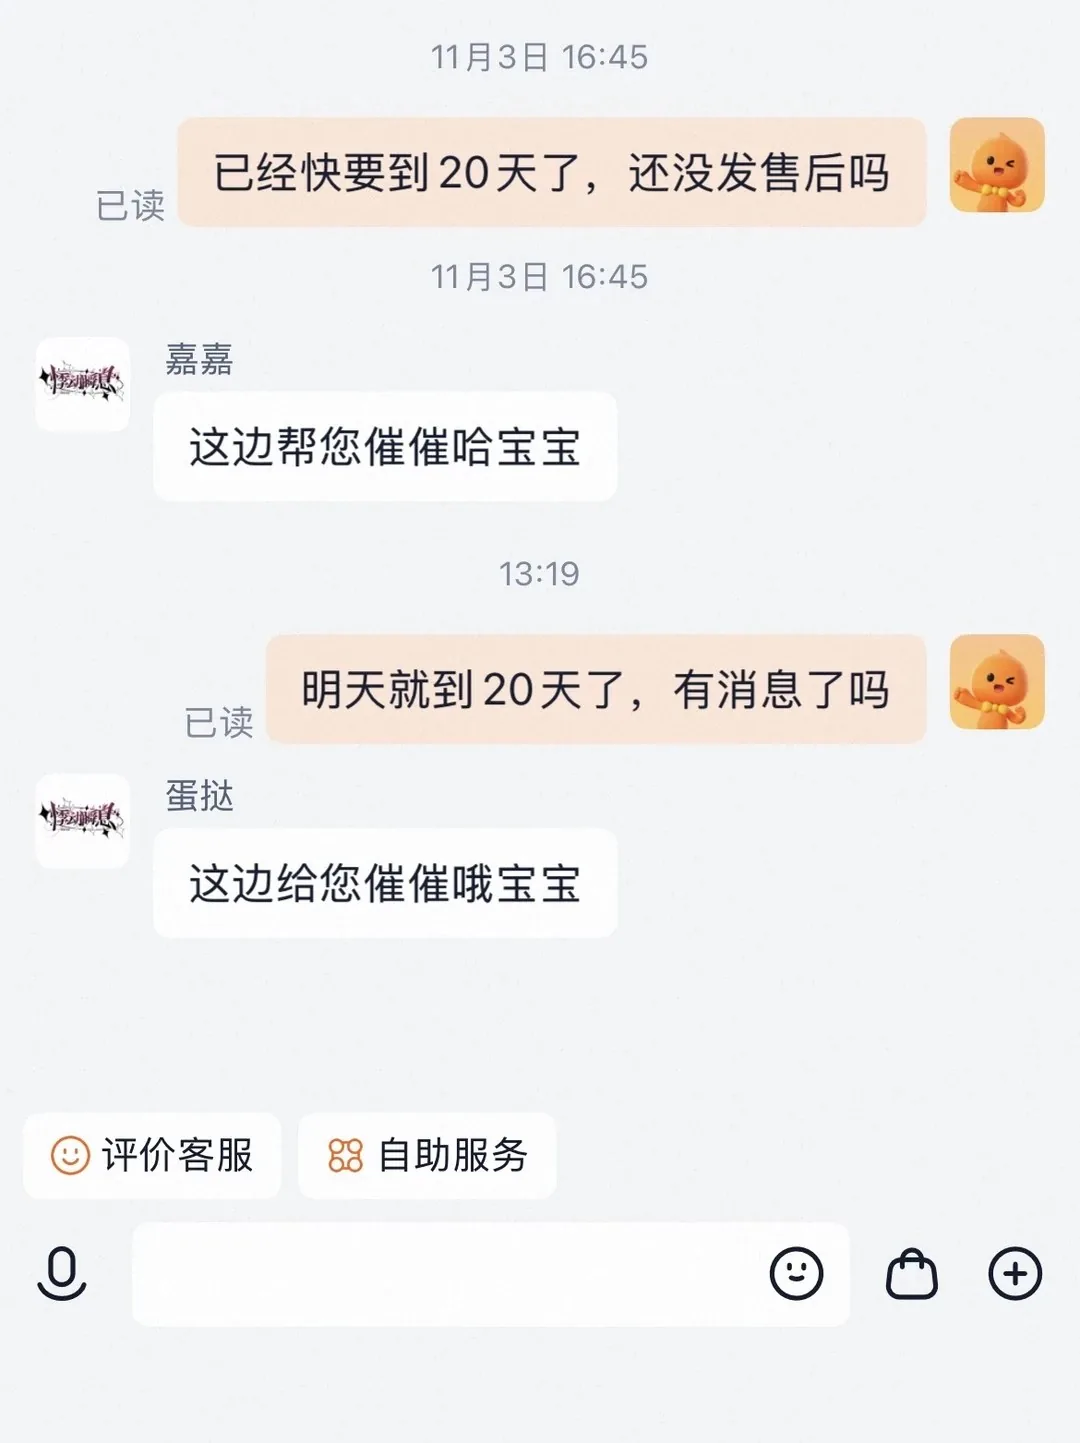 11月3日 16:45
已经快要到20天了，还没发售后吗
已读
11月3日 16:45
嘉嘉
这边帮您催催哈宝宝
13:19
明天就到20天了，有消息了吗
已读
蛋挞
这边给您催催哦宝宝
评价客服
自助服务